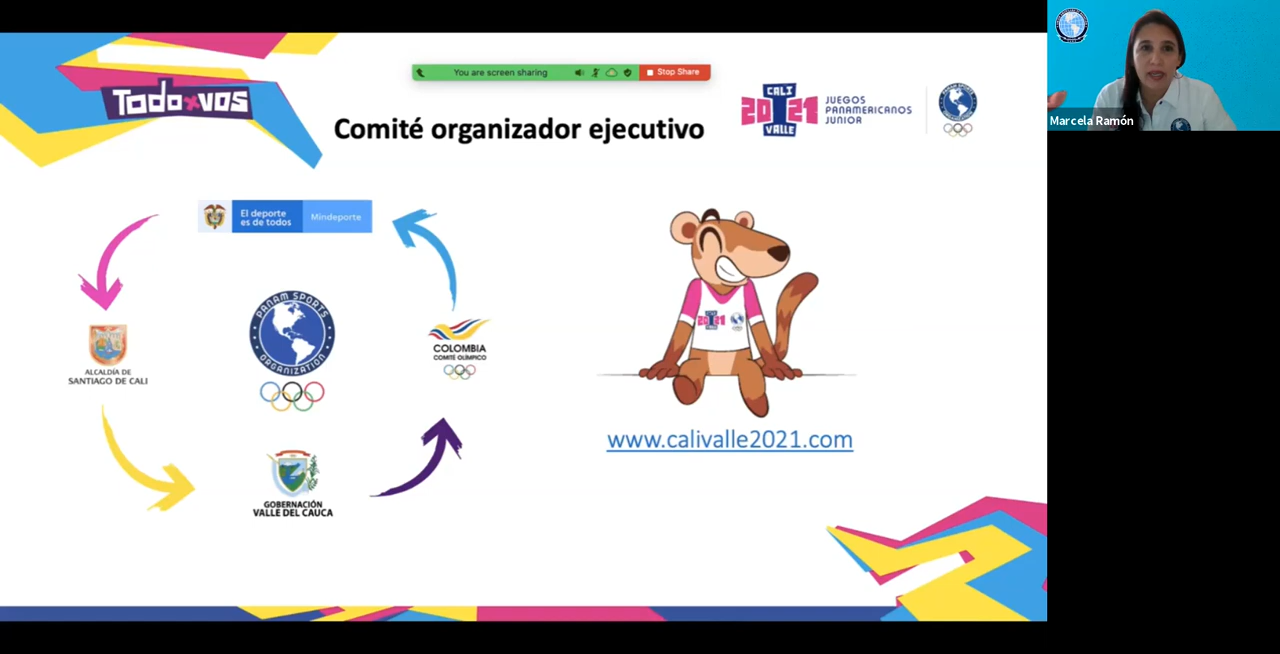 You are screen sharing
Stop Share
Marcela Ramón
Todo x vos
Comité organizador ejecutivo
CALI
2021
VALLE
JUEGOS
PANAMERICANOS
JUNIOR
El deporte
es de todos
Mindeporte
PANAM SPORTS
ORGANIZATION
ALCALDÍA DE
SANTIAGO DE CALI
COLOMBIA
COMITÉ OLÍMPICO
GOBERNACIÓN
VALLE DEL CAUCA
2021
www.calivalle2021.com